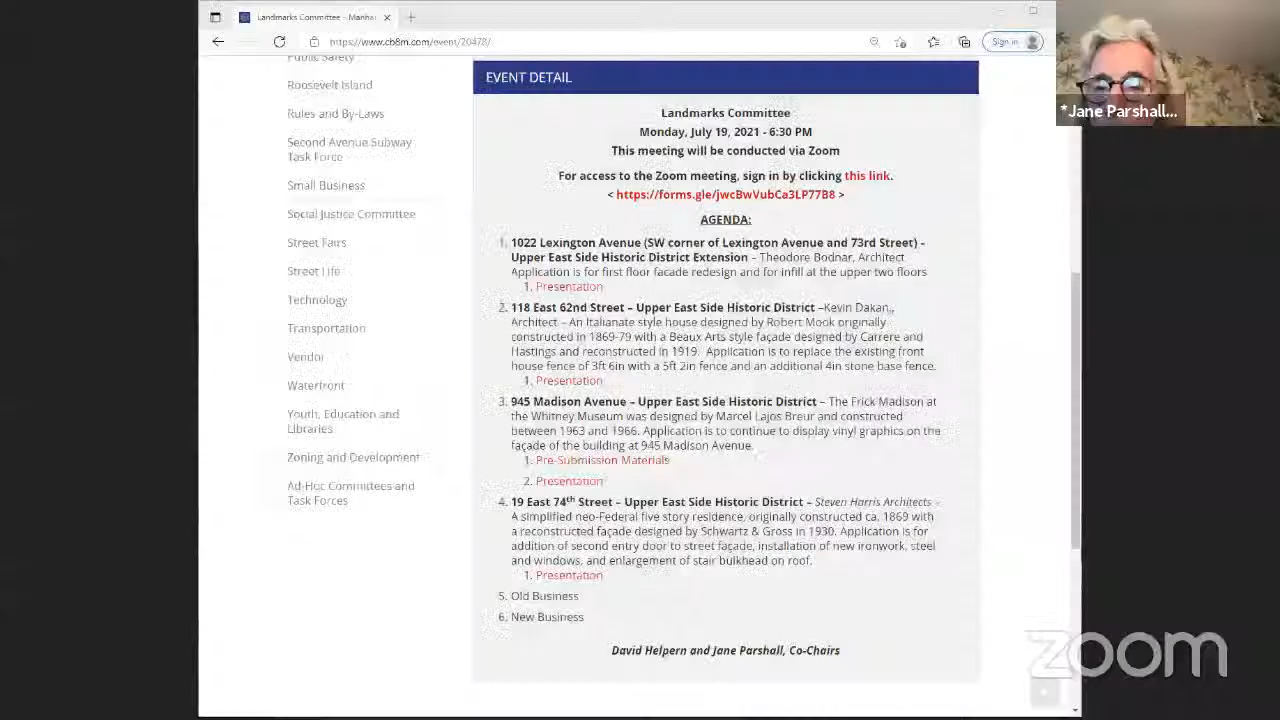 Landmarks Committee - Manha
https://www.cb8m.com/event/20478/
Sign in
*Jane Parshall...
Public Safety
Roosevelt Island
Rules and By-Laws
Second Avenue Subway
Task Force
Small Business
Social Justice Committee
Street Fairs
Street Life
Technology
Transportation
Vendor
Waterfront
Youth, Education and
Libraries
Zoning and Development
Ad-Hoc Committees and
Task Forces
EVENT DETAIL
Landmarks Committee
Monday, July 19, 2021 - 6:30 PM
This meeting will be conducted via Zoom
For access to the Zoom meeting, sign in by clicking this link.
< https://forms.gle/jwcBwVubCa3LP77B8 >
AGENDA:
1. 1022 Lexington Avenue (SW corner of Lexington Avenue and 73rd Street) -
Upper East Side Historic District Extension – Theodore Bodnar, Architect
Application is for first floor facade redesign and for infill at the upper two floors
1. Presentation
2. 118 East 62nd Street – Upper East Side Historic District –Kevin Dakan,,
Architect – An Italianate style house designed by Robert Mook originally
constructed in 1869-79 with a Beaux Arts style façade designed by Carrere and
Hastings and reconstructed in 1919. Application is to replace the existing front
house fence of 3ft 6in with a 5ft 2in fence and an additional 4in stone base fence.
1. Presentation
3. 945 Madison Avenue – Upper East Side Historic District – The Frick Madison at
the Whitney Museum was designed by Marcel Lajos Breur and constructed
between 1963 and 1966. Application is to continue to display vinyl graphics on the
façade of the building at 945 Madison Avenue.
1. Pre-Submission Materials
2. Presentation
4. 19 East 74th Street – Upper East Side Historic District – Steven Harris Architects –
A simplified neo-Federal five story residence, originally constructed ca. 1869 with
a reconstructed façade designed by Schwartz & Gross in 1930. Application is for
addition of second entry door to street façade, installation of new ironwork, steel
and windows, and enlargement of stair bulkhead on roof.
1. Presentation
5. Old Business
6. New Business
David Helpern and Jane Parshall, Co-Chairs
zoom